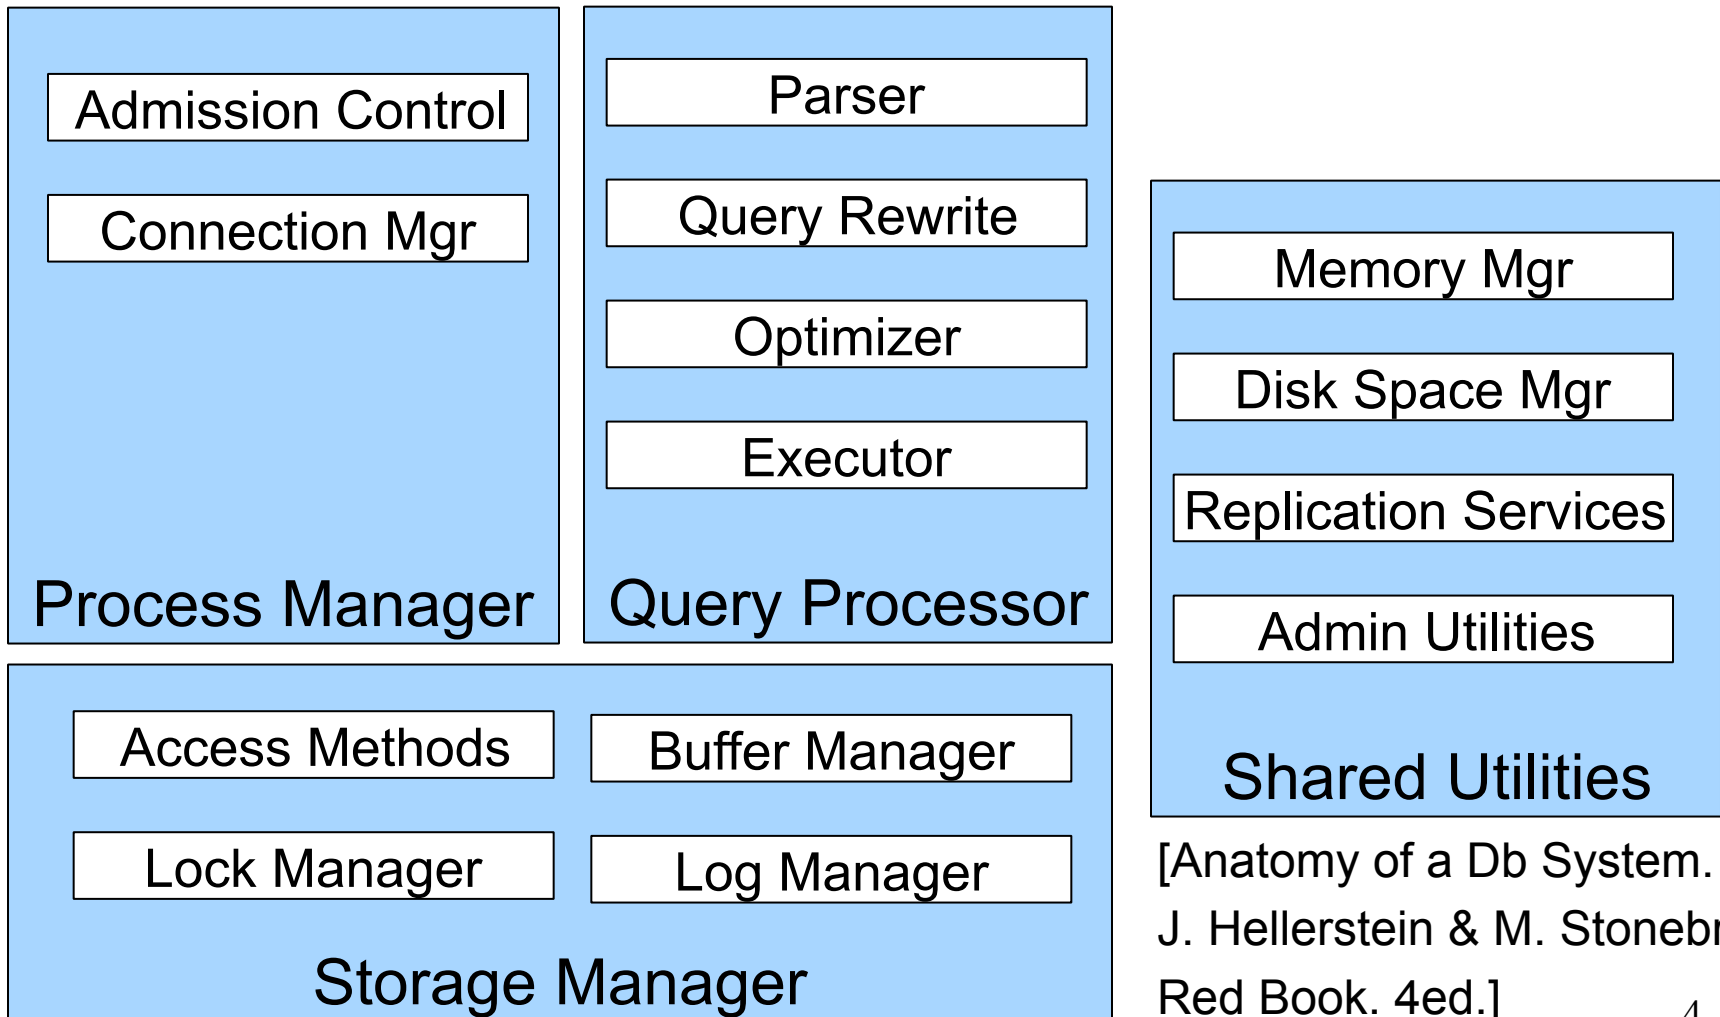 Admission Control
Connection Mgr
Process Manager
Parser
Query Rewrite
Optimizer
Executor
Query Processor
Memory Mgr
Disk Space Mgr
Replication Services
Admin Utilities
Shared Utilities
Access Methods
Buffer Manager
Lock Manager
Log Manager
Storage Manager
[Anatomy of a Db System.
J. Hellerstein & M.
Red Book. 4ed.]
4